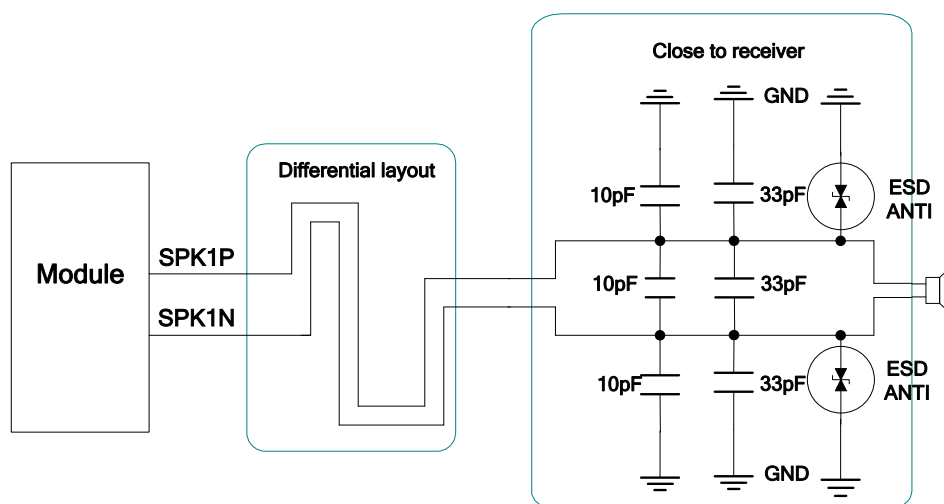 Close to receiver
GND
Differential layout
10pF
33pF
ESD
ANTI
SPK1P
Module
10pF
33pF
SPK1N
10pF
33pF
ESD
ANTI
GND